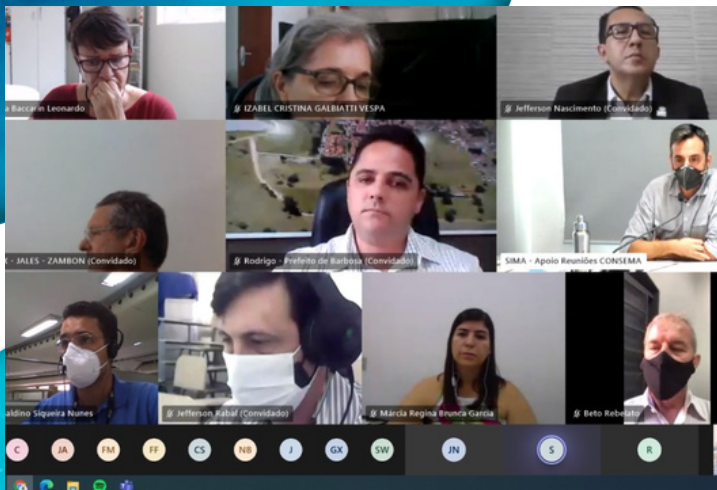 a Baccarin Leonardo
IZABEL CRISTINA GALBIATTI VESPA
Jefferson Nascimento (Convidado)
- JALES - ZAMBON (Convidado)
Rodrigo - Prefeito de Barbosa (Convidado)
SIMA - Apoio Reuniões CONSEMA
aldino Siqueira Nunes
Jefferson Rabal (Convidado)
Márcia Regina Brunca Garcia
Beto Rebelato
C JA FM FF CS NB J GX SW JN S R